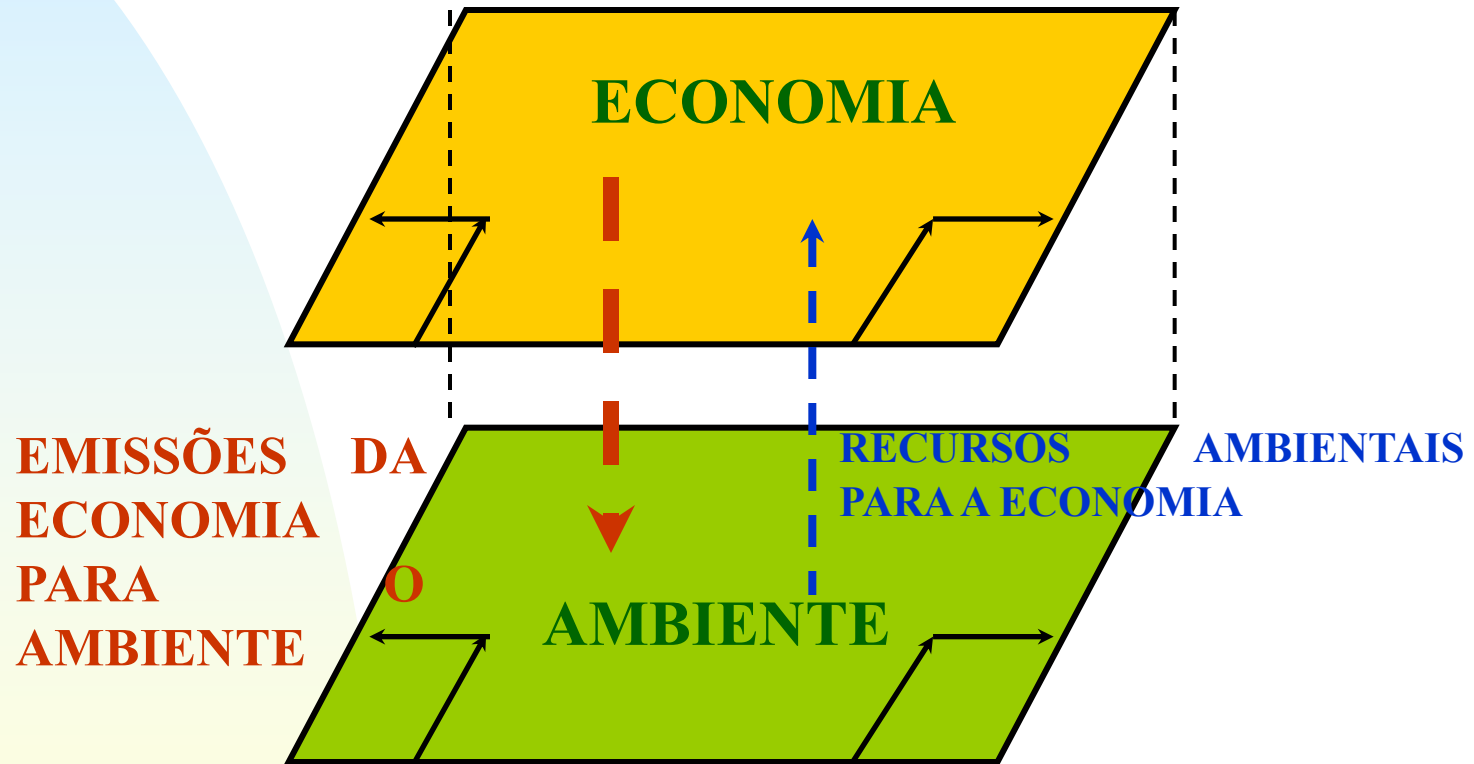 ECONOMIA
EMISSÕES DA
ECONOMIA
PARA O
AMBIENTE
RECURSOS AMBIENTAIS
PARA A ECONOMIA
AMBIENTE